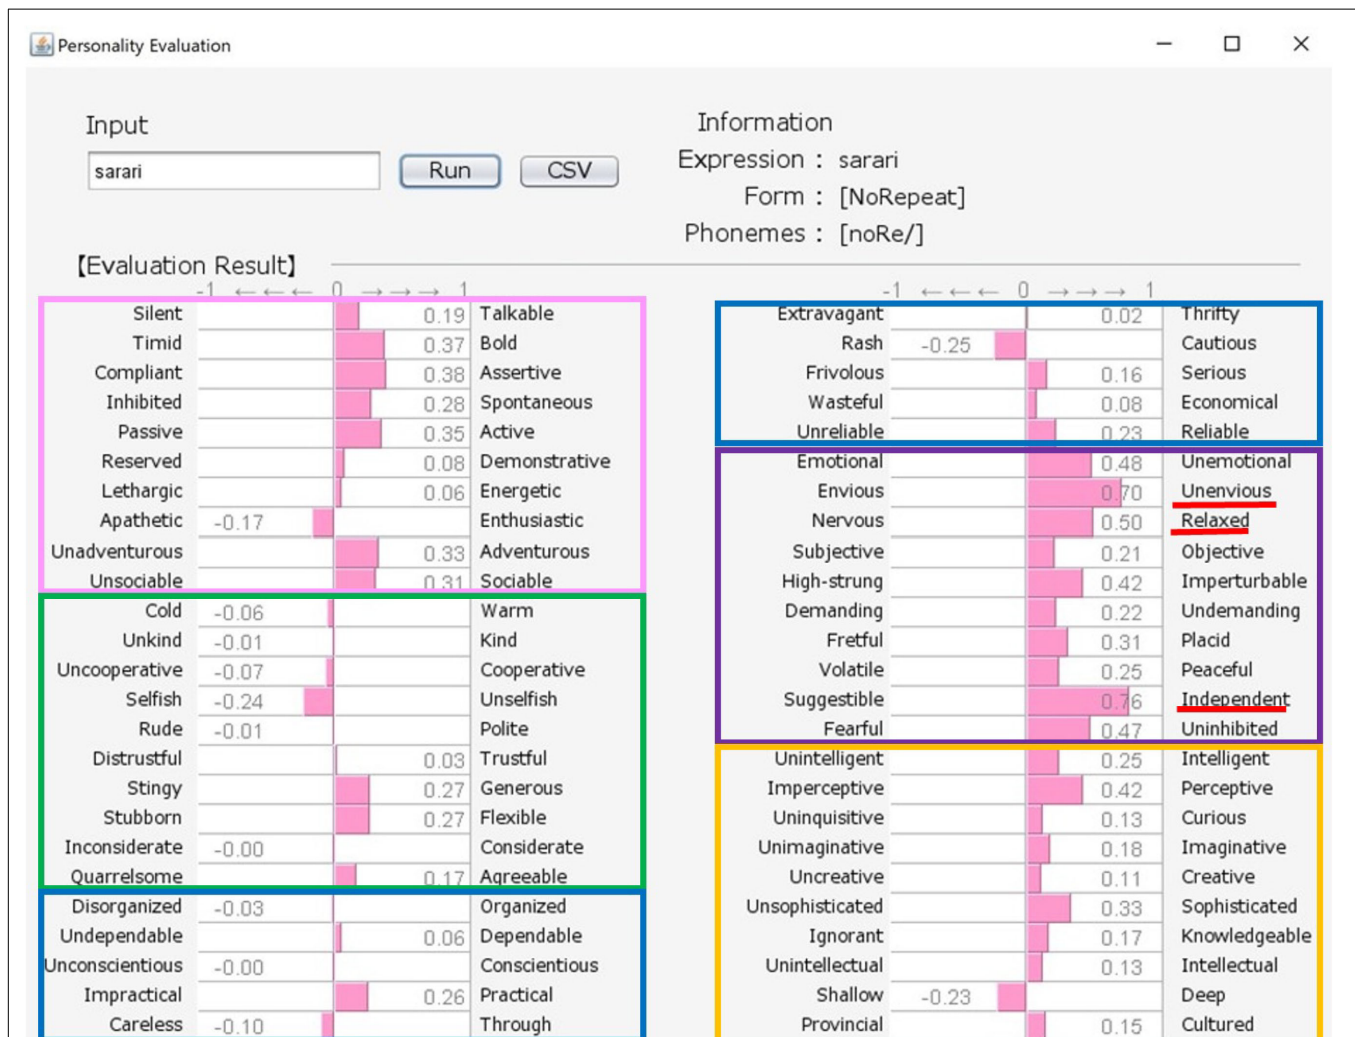 Personality Evaluation
Input
sarari
Run
CSV
Information
Expression : sarari
Form : [NoRepeat]
Phonemes : [noRe/]
【Evaluation Result】
-1 ← ← ← 0 → → → 1
Silent 0.19 Talkable
Timid 0.37 Bold
Compliant 0.38 Assertive
Inhibited 0.28 Spontaneous
Passive 0.35 Active
Reserved 0.08 Demonstrative
Lethargic 0.06 Energetic
Apathetic -0.17 Enthusiastic
Unadventurous 0.33 Adventurous
Unsociable 0.31 Sociable
Cold -0.06 Warm
Unkind -0.01 Kind
Uncooperative -0.07 Cooperative
Selfish -0.24 Unselfish
Rude -0.01 Polite
Distrustful 0.03 Trustful
Stingy 0.27 Generous
Stubborn 0.27 Flexible
Inconsiderate -0.00 Considerate
Quarrelsome 0.17 Agreeable
Disorganized -0.03 Organized
Undependable 0.06 Dependable
Unconscientious -0.00 Conscientious
Impractical 0.26 Practical
Careless -0.10 Through
-1 ← ← ← 0 → → → 1
Extravagant 0.02 Thrifty
Rash -0.25 Cautious
Frivolous 0.16 Serious
Wasteful 0.08 Economical
Unreliable 0.23 Reliable
Emotional 0.48 Unemotional
Envious 0.70 Unenvious
Nervous 0.50 Relaxed
Subjective 0.21 Objective
High-strung 0.42 Imperturbable
Demanding 0.22 Undemanding
Fretful 0.31 Placid
Volatile 0.25 Peaceful
Suggestible 0.76 Independent
Fearful 0.47 Uninhibited
Unintelligent 0.25 Intelligent
Imperceptive 0.42 Perceptive
Uninquisitive 0.13 Curious
Unimaginative 0.18 Imaginative
Uncreative 0.11 Creative
Unsophisticated 0.33 Sophisticated
Ignorant 0.17 Knowledgeable
Unintellectual 0.13 Intellectual
Shallow -0.23 Deep
Provincial 0.15 Cultured